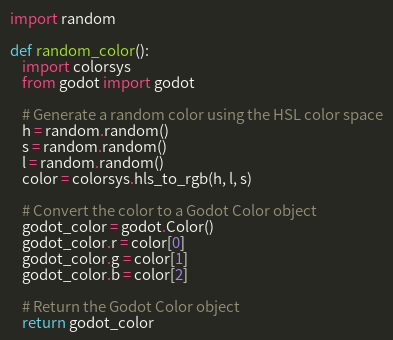 import random

def random_color():
    import colorsys
    from godot import godot

    # Generate a random color using the HSL color space
    h = random.random()
    s = random.random()
    l = random.random()
    color = colorsys.hls_to_rgb(h, l, s)

    # Convert the color to a Godot Color object
    godot_color = godot.Color()
    godot_color.r = color[0]
    godot_color.g = color[1]
    godot_color.b = color[2]

    # Return the Godot Color object
    return godot_color